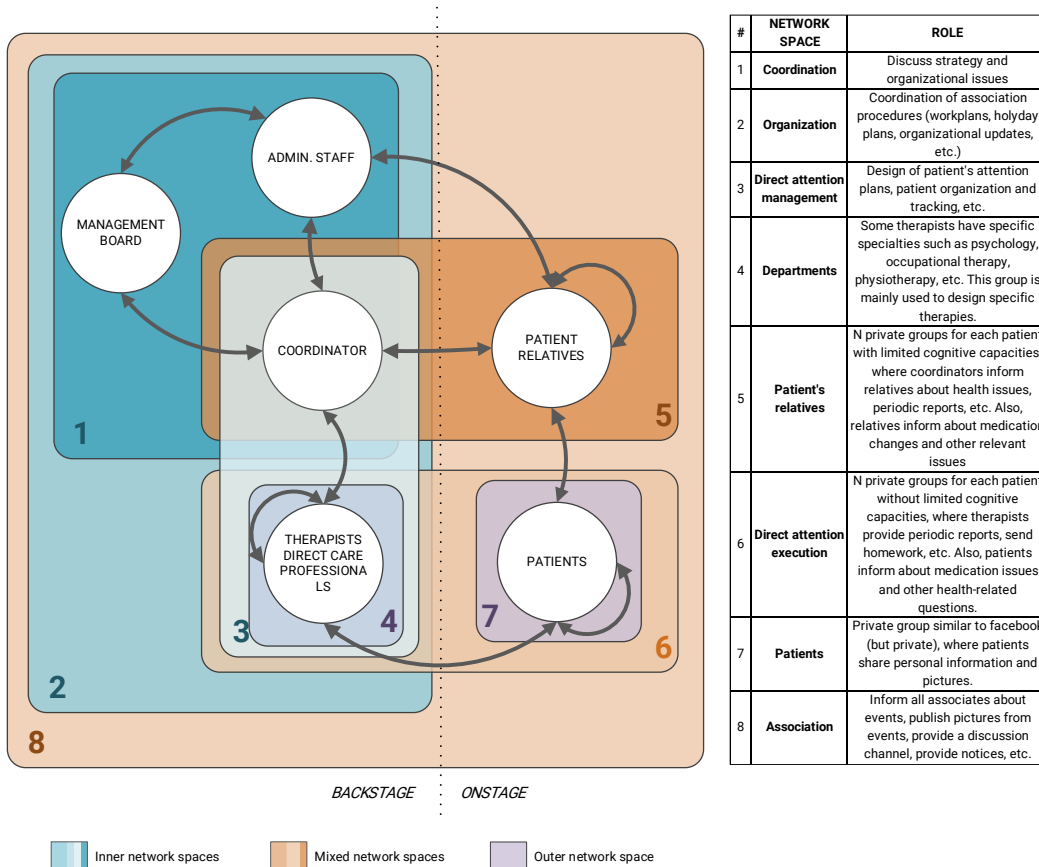 ADMIN. STAFF
MANAGEMENT
BOARD
COORDINATOR
PATIENT
RELATIVES
5
1
THERAPISTS
DIRECT CARE
PROFESSIONA
LS
PATIENTS
3
4
7
6
2
8
BACKSTAGE
ONSTAGE
Inner network spaces
Mixed network spaces
Outer network space
#
NETWORK
SPACE
ROLE
1
Coordination
Discuss strategy and
organizational issues
2
Organization
Coordination of association
procedures (workplans, holyday
plans, organizational updates,
etc.)
3
Direct attention
management
Design of patient's attention
plans, patient organization and
tracking, etc.
4
Departments
Some therapists have specific
specialties such as psychology,
occupational therapy,
physiotherapy, etc. This group is
mainly used to design specific
therapies.
5
Patient's
relatives
N private groups for each patient
with limited cognitive capacities
where coordinators inform
relatives about health issues,
periodic reports, etc. Also,
relatives inform about medication
changes and other relevant
issues
6
Direct attention
execution
N private groups for each patient
without limited cognitive
capacities, where therapists
provide periodic reports, send
homework, etc. Also, patients
inform about medication issues
and other health-related
questions.
7
Patients
Private group similar to facebook
(but private), where patients
share personal information and
pictures.
8
Association
Inform all associates about
events, publish pictures from
events, provide a discussion
channel, provide notices, etc.